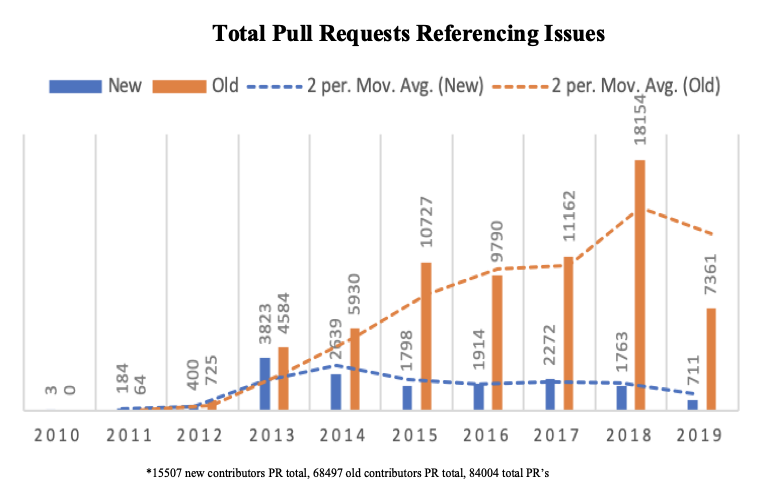 Total Pull Requests Referencing Issues
New Old 2 per. Mov. Avg. (New) 2 per. Mov. Avg. (Old)
3 0 184 64 400 725 3823 4584 2639 5930 1798 10727 1914 9790 2272 11162 1763 18154 711 7361
2010 2011 2012 2013 2014 2015 2016 2017 2018 2019
*15507 new contributors PR total, 68497 old contributors PR total, 84004 total PR's